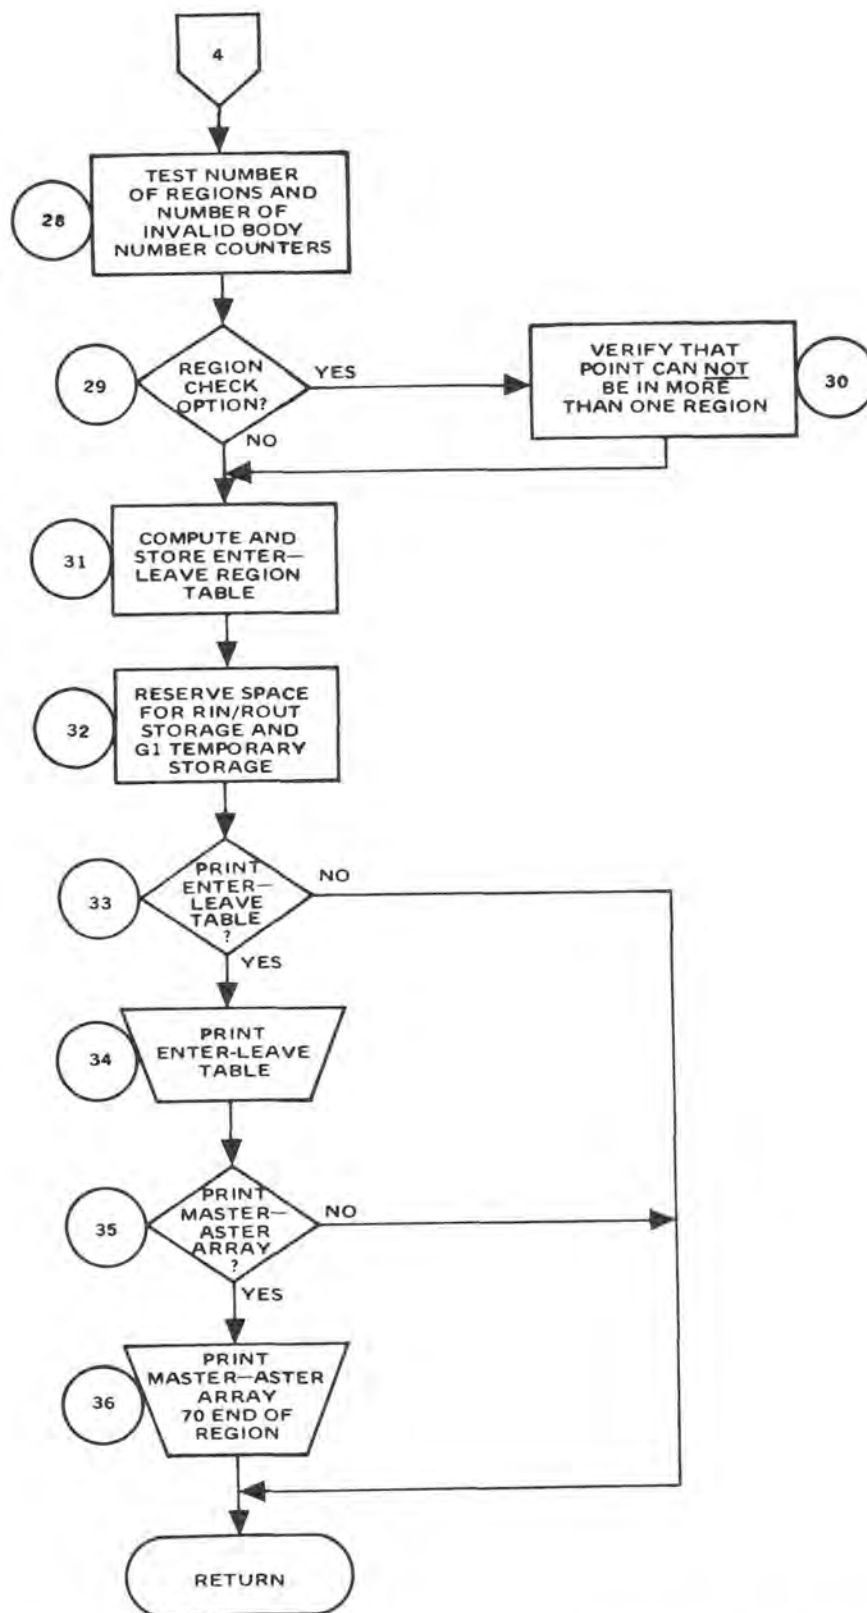 4
28
TEST NUMBER
OF REGIONS AND
NUMBER OF
INVALID BODY
NUMBER COUNTERS
29
REGION
CHECK
OPTION?
YES
NO
VERIFY THAT
POINT CAN NOT
BE IN MORE
THAN ONE REGION
30
31
COMPUTE AND
STORE ENTER—
LEAVE REGION
TABLE
32
RESERVE SPACE
FOR RIN/ROUT
STORAGE AND
G1 TEMPORARY
STORAGE
33
PRINT
ENTER—
LEAVE
TABLE
?
NO
YES
34
PRINT
ENTER-LEAVE
TABLE
35
PRINT
MASTER—
ASTER
ARRAY
?
NO
YES
36
PRINT
MASTER—ASTER
ARRAY
70 END OF
REGION
RETURN